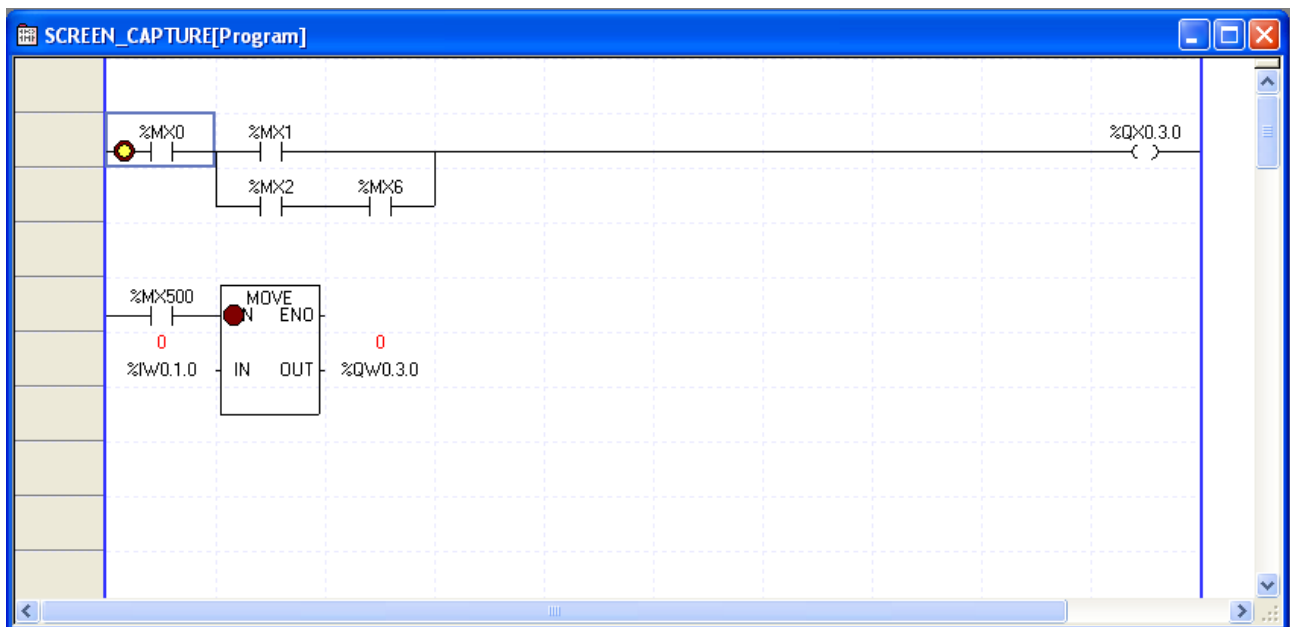 SCREEN_CAPTURE[Program]
%MX0 %MX1 %QX0.3.0
%MX2 %MX6
%MX500 MOVE
N ENO
0 0
%IW0.1.0 IN OUT %QW0.3.0